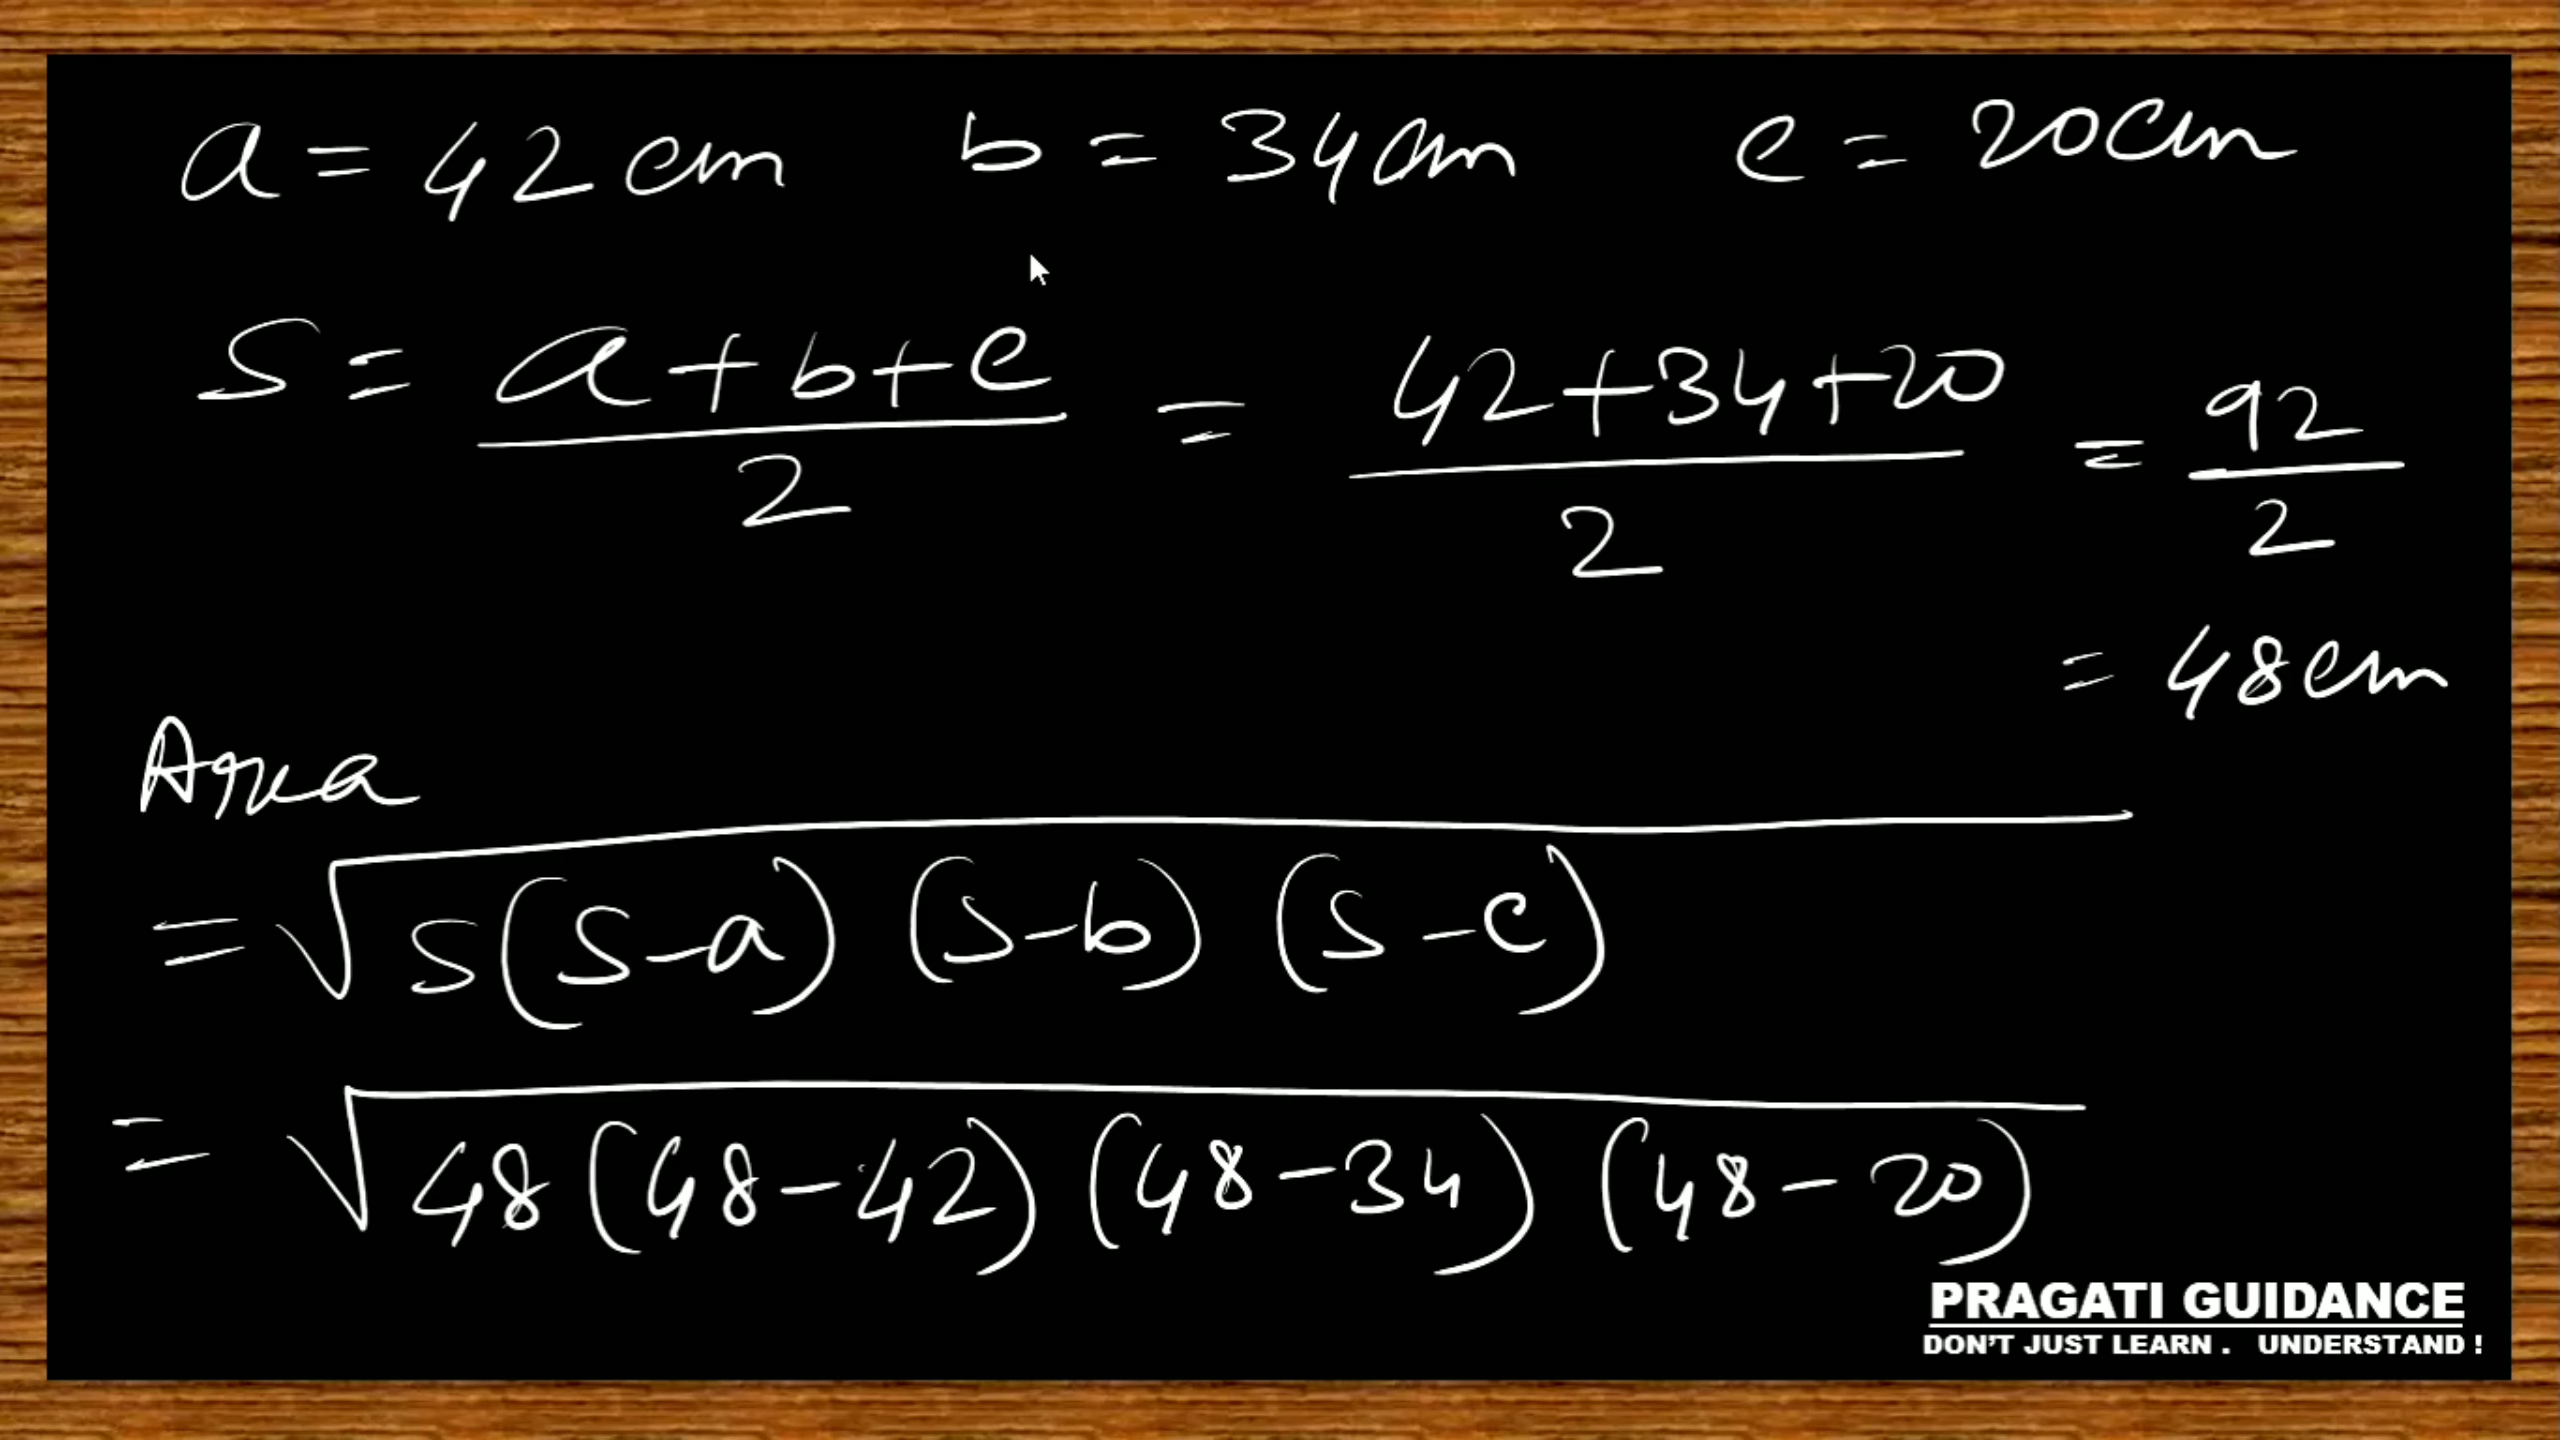 a = 42 cm b = 34 cm c = 20 cm
s = (a+b+c)/2 = (42+34+20)/2 = 92/2
= 48 cm
Area
= √(s(s-a) (s-b) (s-c))
= √(48(48-42) (48-34) (48-20))
PRAGATI GUIDANCE
DON'T JUST LEARN . UNDERSTAND !